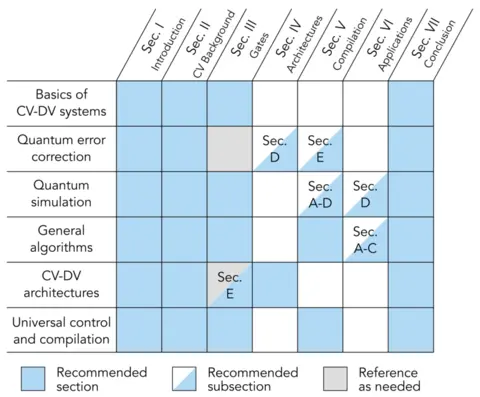 Sec. I
Introduction
Sec. II
CV Background
Sec. III
Gates
Sec. IV
Architectures
Sec. V
Compilation
Sec. VI
Applications
Sec. VII
Conclusion
Basics of
CV-DV systems
Quantum error
correction
Sec.
D
Sec.
E
Quantum
simulation
Sec.
A-D
Sec.
D
General
algorithms
Sec.
A-C
CV-DV
architectures
Sec.
E
Universal control
and compilation
Recommended
section
Recommended
subsection
Reference
as needed